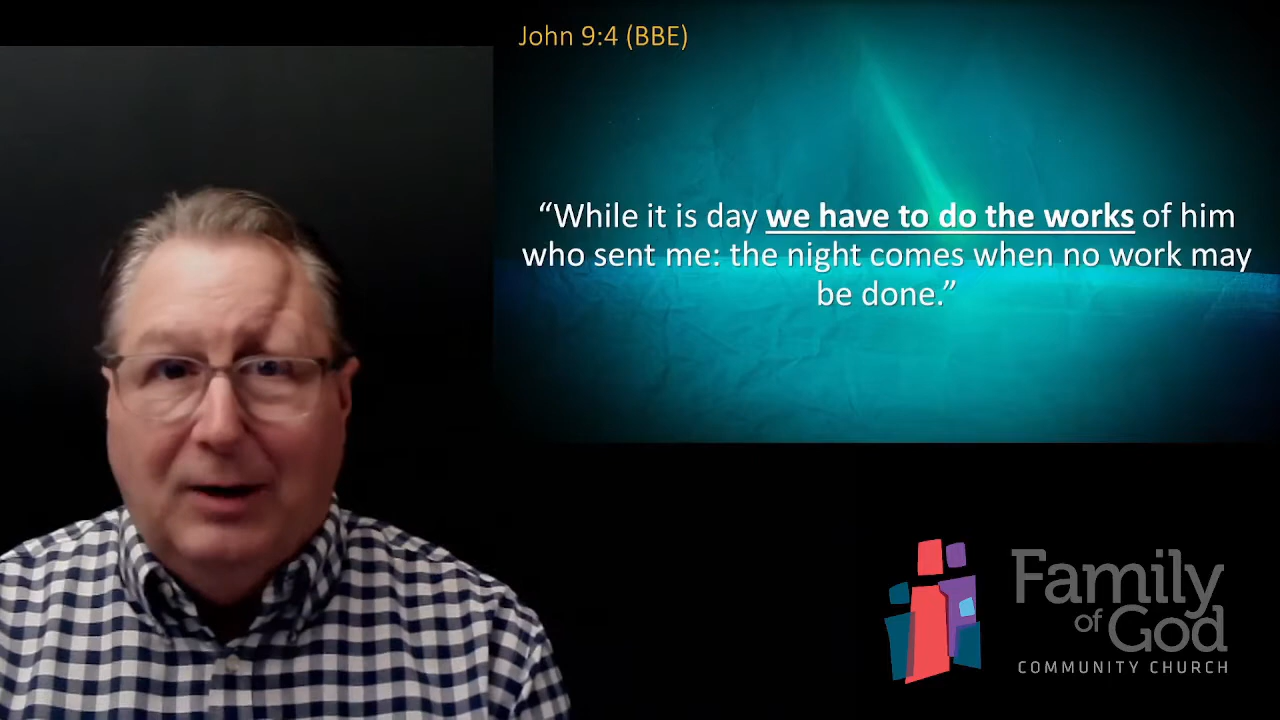 John 9:4 (BBE)
“While it is day we have to do the works of him
who sent me: the night comes when no work may
be done.”
Family
of God
COMMUNITY CHURCH